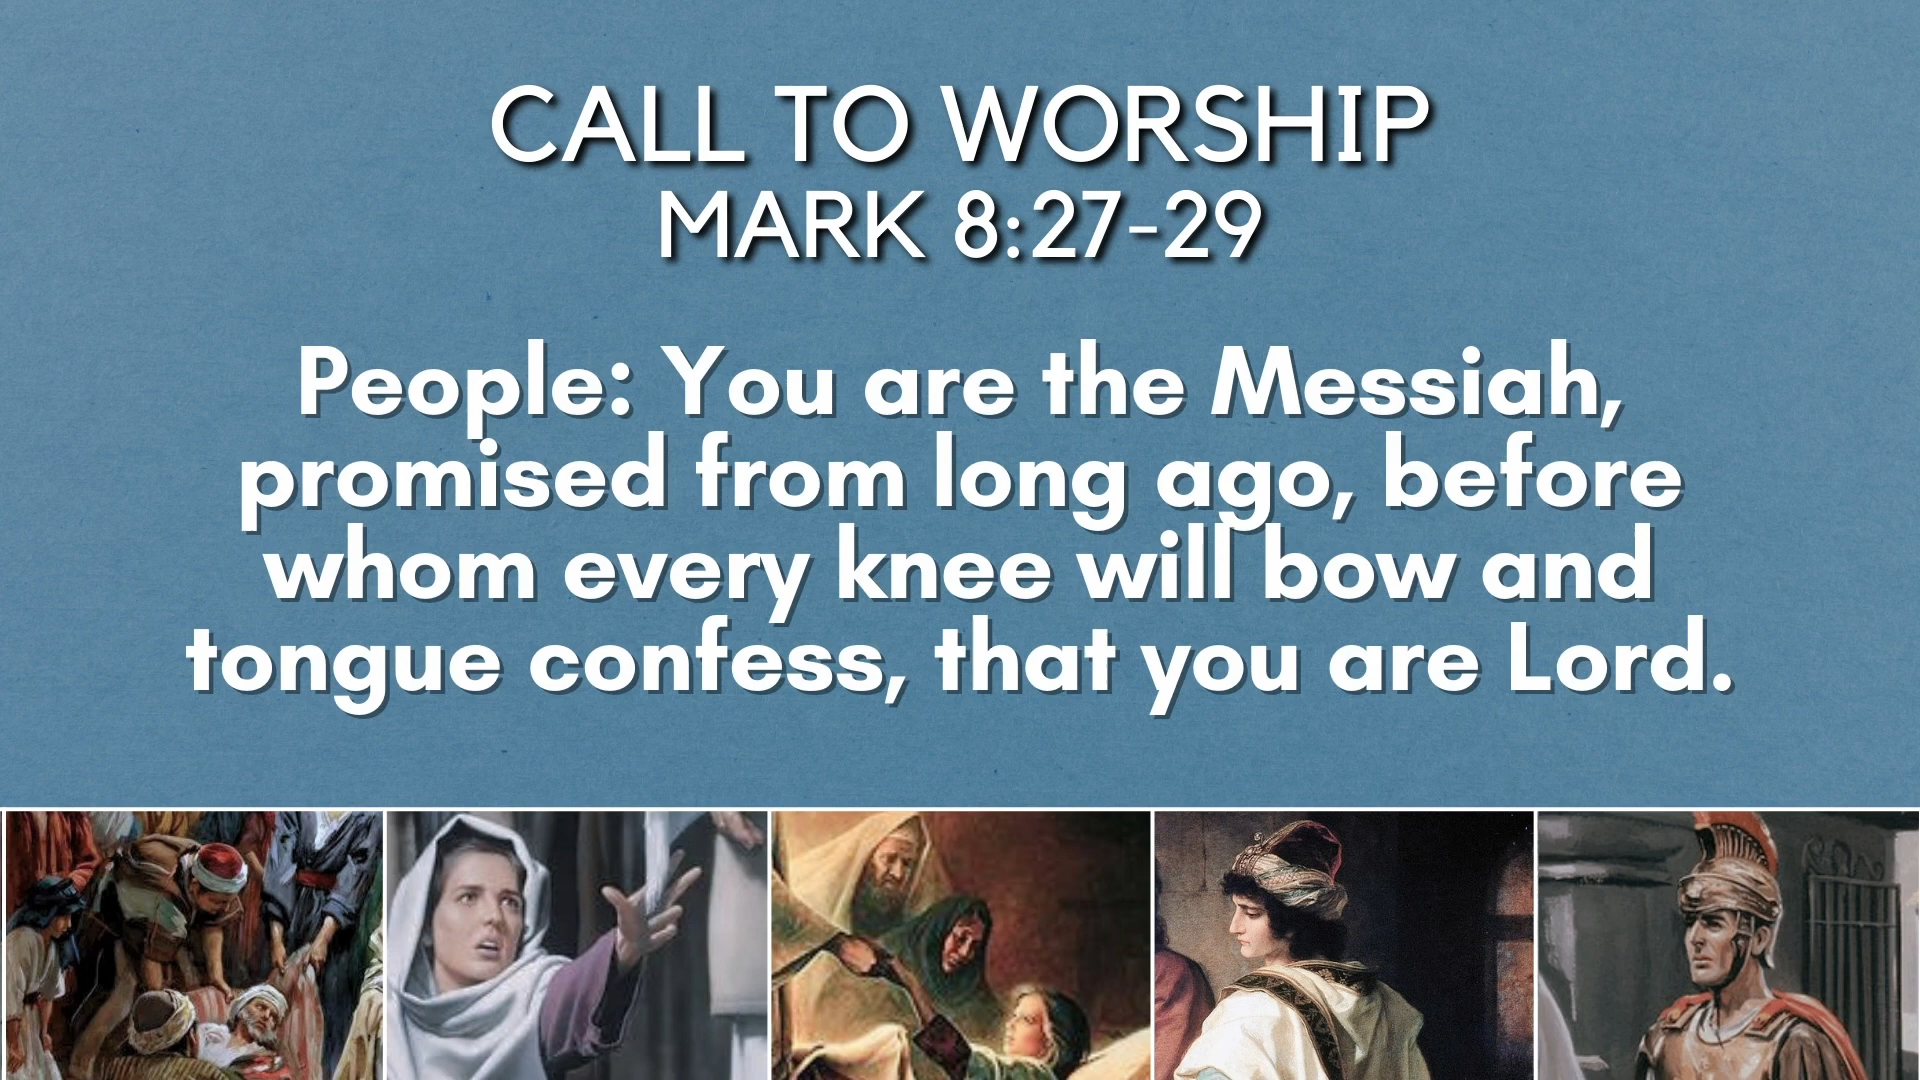 CALL TO WORSHIP
MARK 8:27-29
People: You are the Messiah,
promised from long ago, before
whom every knee will bow and
tongue confess, that you are Lord.